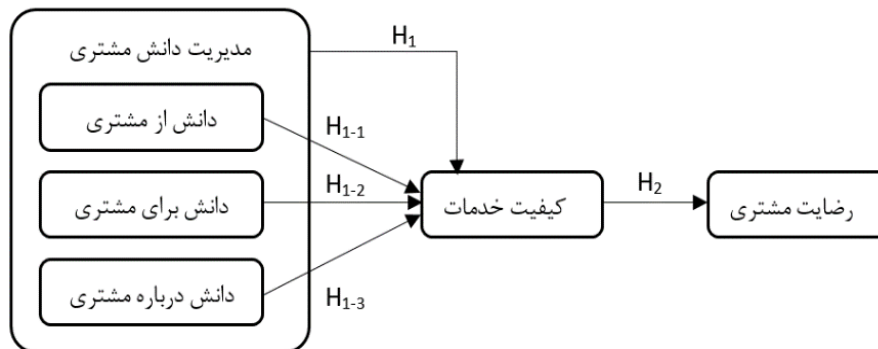 مدیریت دانش مشتری
دانش از مشتری
دانش برای مشتری
دانش درباره مشتری
H1
H1-1
H1-2
H1-3
کیفیت خدمات
H2
رضایت مشتری